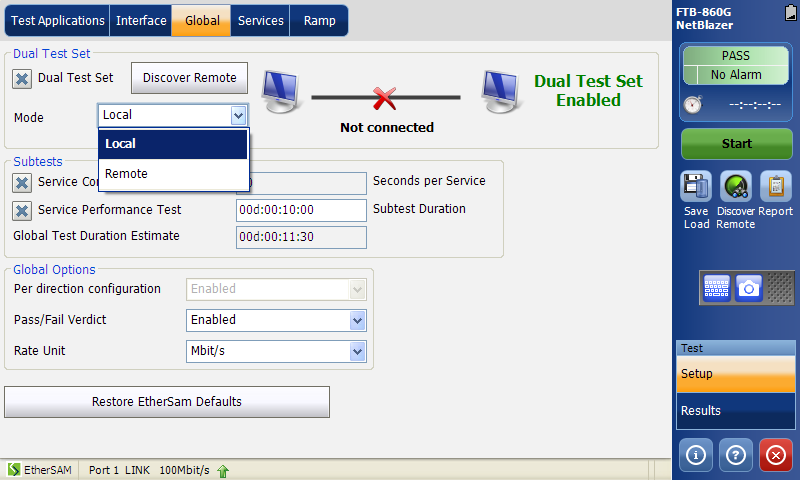 Test Applications
Interface
Global
Services
Ramp
FTB-860G
NetBlazer
Dual Test Set
Dual Test Set
Discover Remote
Dual Test Set
Enabled
Mode
Local
Not connected
Local
Remote
PASS
No Alarm
--:--:--:--
Start
Subtests
Service Co
Seconds per Service
Service Performance Test
00d:00:10:00
Subtest Duration
Global Test Duration Estimate
00d:00:11:30
Save
Load
Discover
Remote
Report
Global Options
Per direction configuration
Enabled
Pass/Fail Verdict
Enabled
Rate Unit
Mbit/s
Restore EtherSam Defaults
Test
Setup
Results
EtherSAM
Port 1 LINK
100Mbit/s